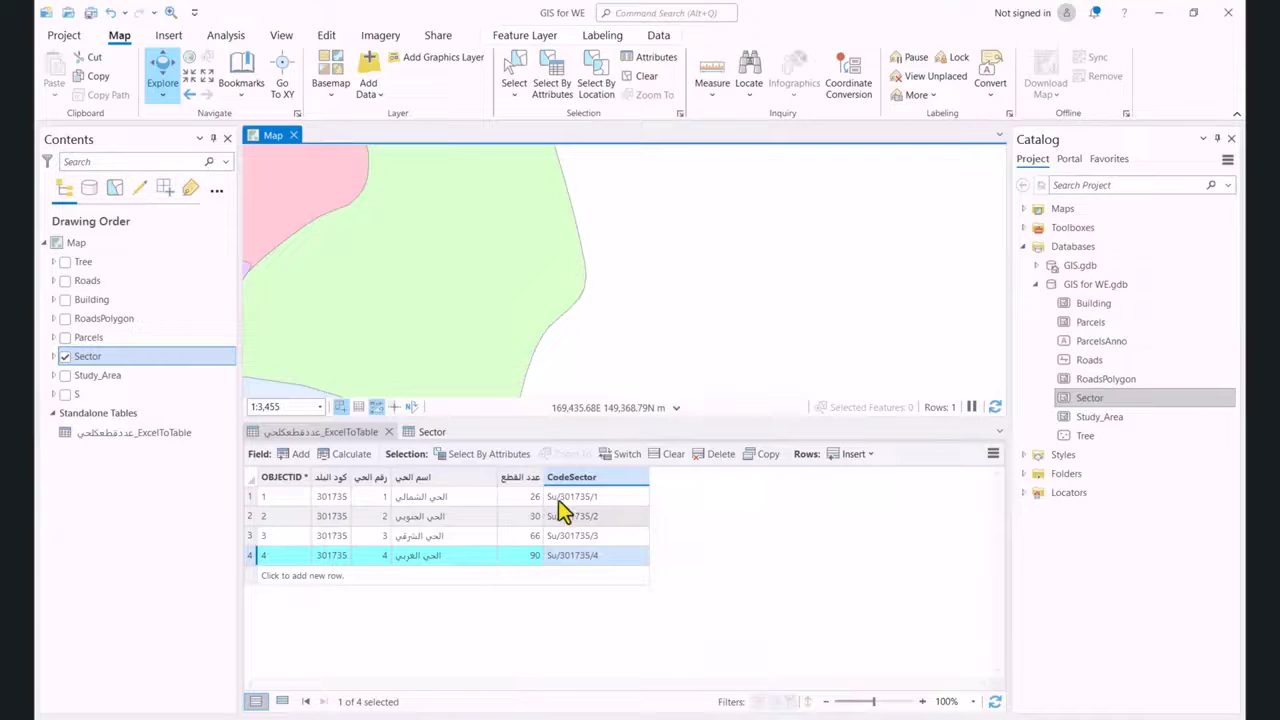 GIS for WE
Command Search (Alt+Q)
Not signed in
Project
Map
Insert
Analysis
View
Edit
Imagery
Share
Feature Layer
Labeling
Data
Paste
Cut
Copy
Copy Path
Clipboard
Explore
Bookmarks
Go To XY
Navigate
Basemap
Add Data
Add Graphics Layer
Layer
Select
Select By Attributes
Select By Location
Attributes
Clear
Zoom To
Selection
Measure
Locate
Infographics
Coordinate Conversion
Inquiry
Pause
Lock
View Unplaced
More
Convert
Labeling
Download Map
Sync
Remove
Offline
Contents
Search
Drawing Order
Map
Tree
Roads
Building
RoadsPolygon
Parcels
Sector
Study_Area
S
Standalone Tables
عددقطعكلحي_ExcelToTable
Map
1:3,455
169,435.68E 149,368.79N m
Selected Features: 0
Rows: 1
عددقطعكلحي_ExcelToTable
Sector
Field: Add Calculate Selection: Select By Attributes Zoom To Switch Clear Delete Copy Rows: Insert
OBJECTID * كود البلد رقم الحي اسم الحي عدد القطع CodeSector
1 1 301735 1 الحي الشمالي 26 Su/301735/1
2 2 301735 2 الحي الجنوبي 30
3 3 301735 3 الحي الشرقي 66 Su/301735/3
4 4 301735 4 الحي الغربي 90 Su/301735/4
Click to add new row.
1 of 4 selected
Filters:
100%
Catalog
Project Portal Favorites
Search Project
Maps
Toolboxes
Databases
GIS.gdb
GIS for WE.gdb
Building
Parcels
ParcelsAnno
Roads
RoadsPolygon
Sector
Study_Area
Tree
Styles
Folders
Locators